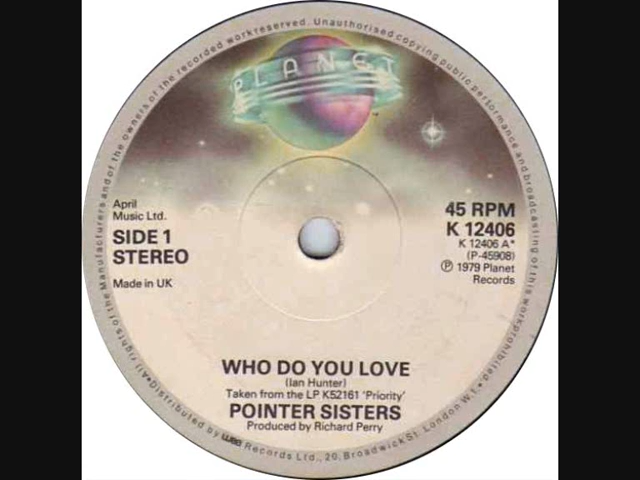 All rights of the Manufacturers and of the owners of the recorded work reserved. Unauthorised copying public performance and broadcasting of this work prohibited.
PLANET
TM
April
Music Ltd.
SIDE 1
STEREO
Made in UK
45 RPM
K 12406
K 12406 A*
(P-45908)
℗ 1979 Planet
Records
WHO DO YOU LOVE
(Ian Hunter)
Taken from the LP K52161 'Priority'
POINTER SISTERS
Produced by Richard Perry
Distributed by wea Records Ltd., 20, Broadwick St. London W.1.